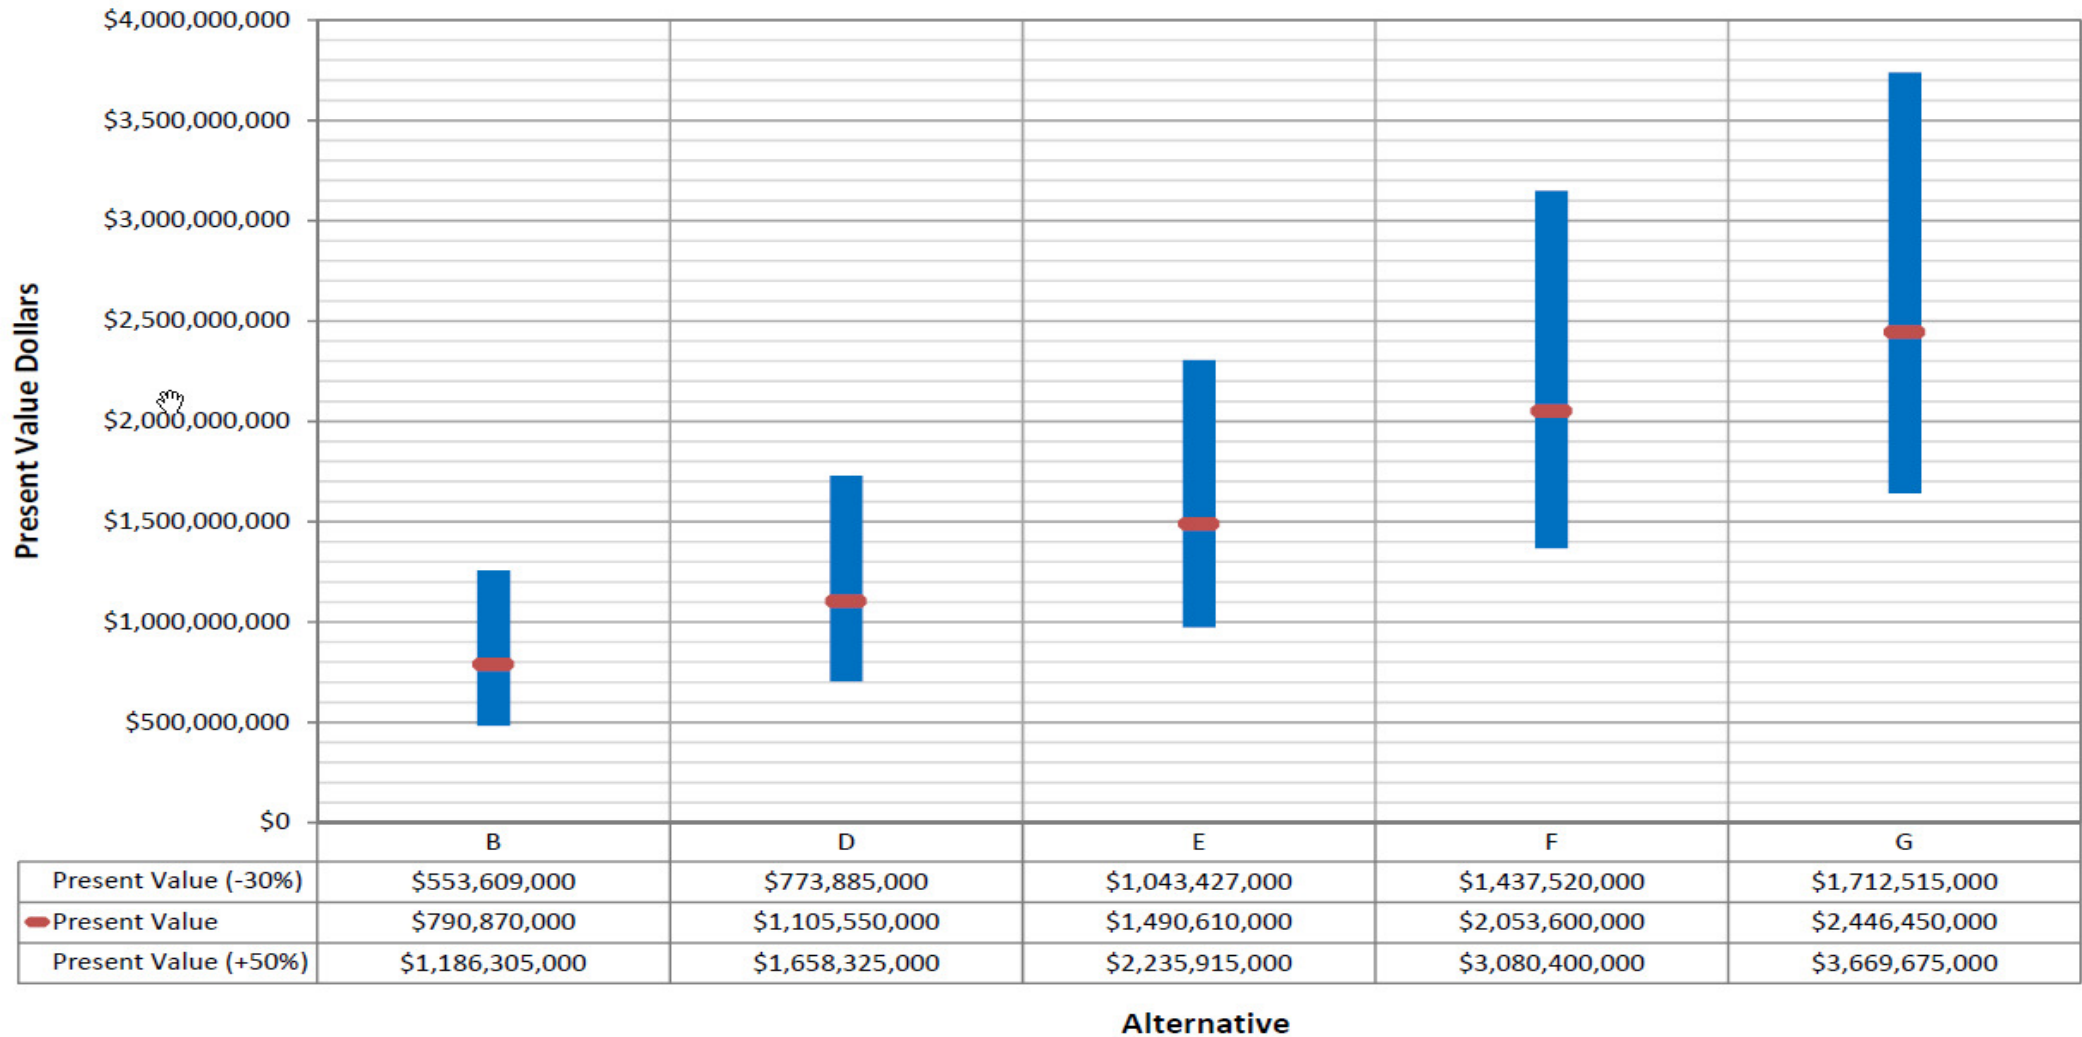 $4,000,000,000
$3,500,000,000
$3,000,000,000
$2,500,000,000
$2,000,000,000
$1,500,000,000
$1,000,000,000
$500,000,000
$0
Present Value Dollars
B D E F G
Present Value (-30%) $553,609,000 $773,885,000 $1,043,427,000 $1,437,520,000 $1,712,515,000
Present Value $790,870,000 $1,105,550,000 $1,490,610,000 $2,053,600,000 $2,446,450,000
Present Value (+50%) $1,186,305,000 $1,658,325,000 $2,235,915,000 $3,080,400,000 $3,669,675,000
Alternative